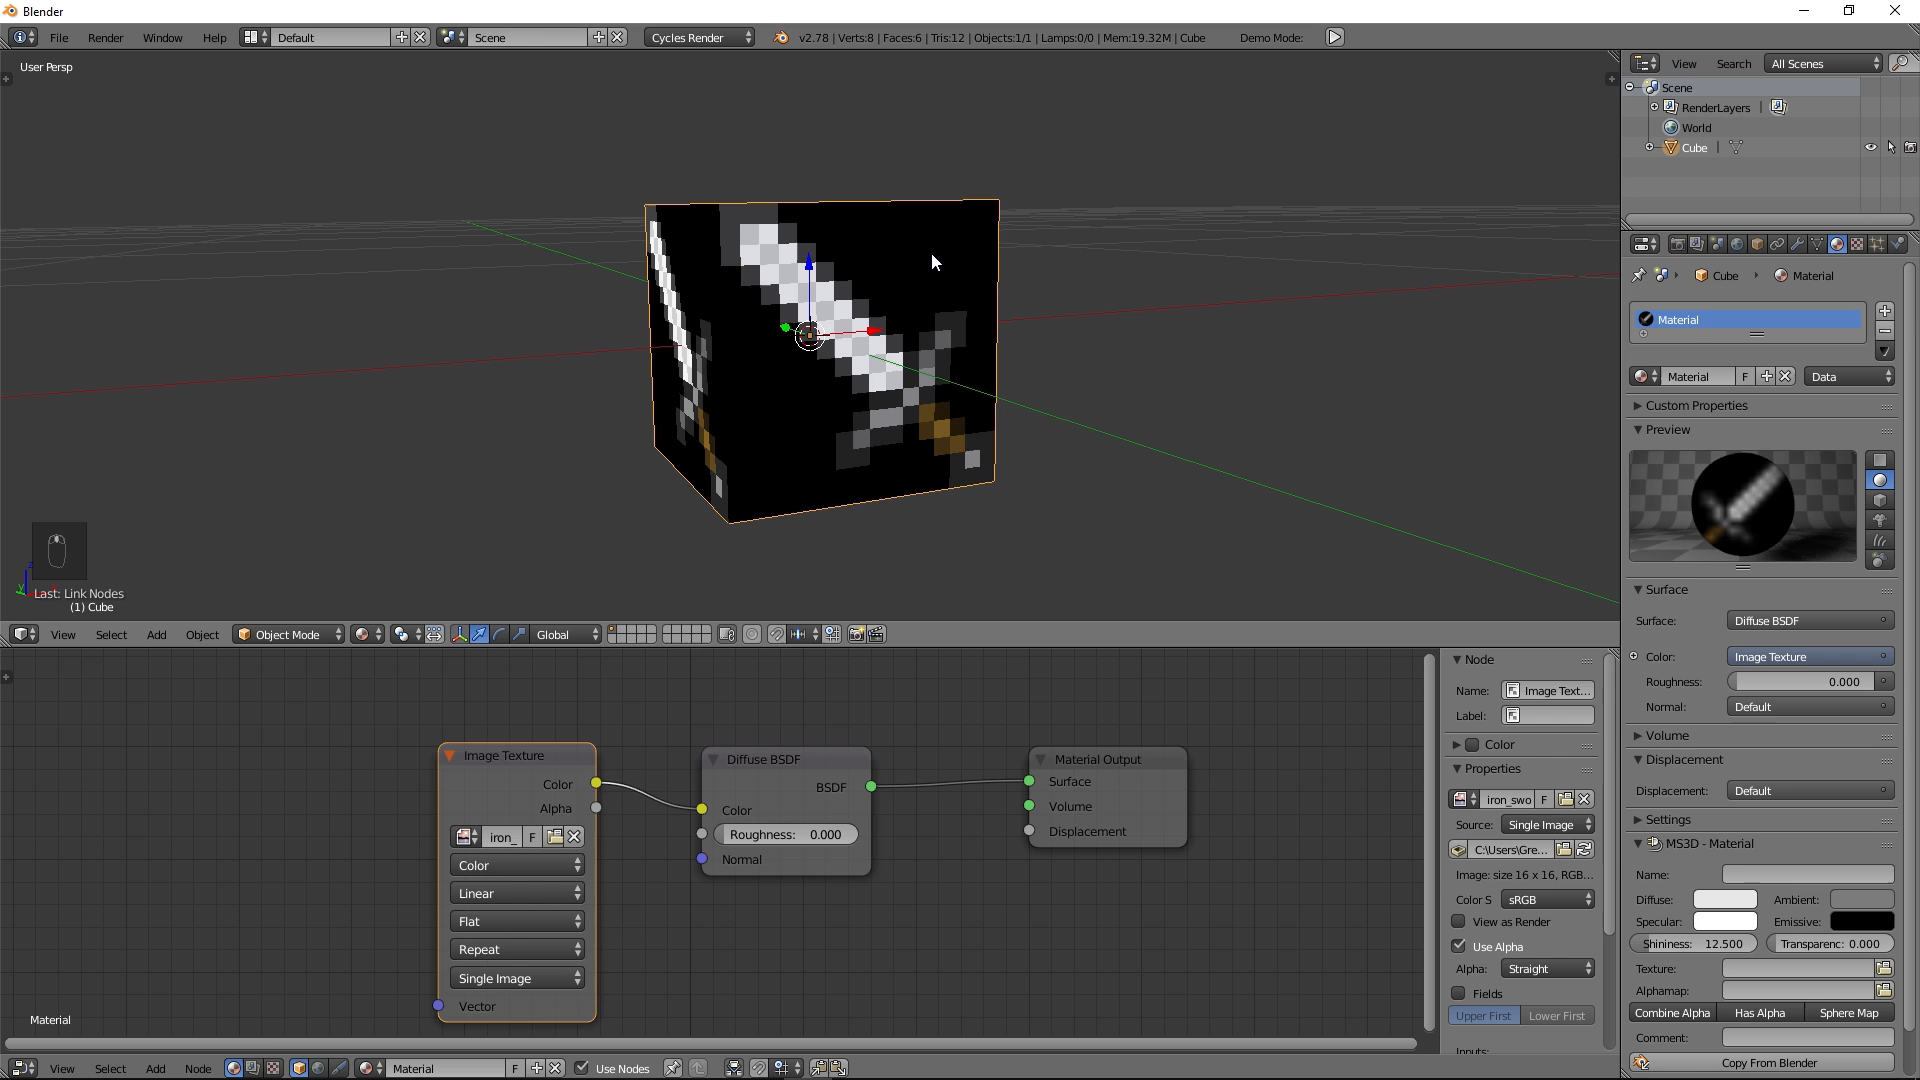 Blender
File Render Window Help Default Scene Cycles Render v2.78 | Verts:8 | Faces:6 | Tris:12 | Objects:1/1 | Lamps:0/0 | Mem:19.32M | Cube Demo Mode:
User Persp
Last: Link Nodes
(1) Cube
View Select Add Object Object Mode Global
Image Texture
Color
Alpha
iron_ F
Color
Linear
Flat
Repeat
Single Image
Vector
Diffuse BSDF
BSDF
Color
Roughness: 0.000
Normal
Material Output
Surface
Volume
Displacement
Material
View Select Add Node Material F Use Nodes
Node
Name: Image Text...
Label:
Color
Properties
iron_swo F
Source: Single Image
C:\Users\Gre...
Image: size 16 x 16, RGB...
Color S sRGB
View as Render
Use Alpha
Alpha: Straight
Fields
Upper First Lower First
Inputs:
View Search All Scenes
Scene
RenderLayers |
World
Cube |
Cube Material
Material
Material F Data
Custom Properties
Preview
Surface
Surface: Diffuse BSDF
Color: Image Texture
Roughness: 0.000
Normal: Default
Volume
Displacement
Displacement: Default
Settings
MS3D - Material
Name:
Diffuse: Ambient:
Specular: Emissive:
Shininess: 12.500 Transparenc: 0.000
Texture:
Alphamap:
Combine Alpha Has Alpha Sphere Map
Comment:
Copy From Blender